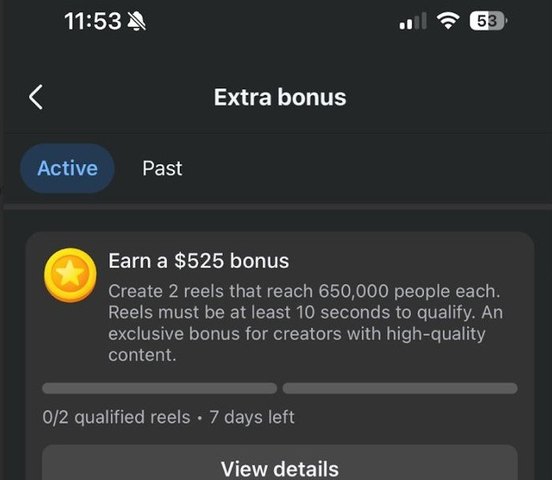 11:53
53
Extra bonus
Active Past
Earn a $525 bonus
Create 2 reels that reach 650,000 people each.
Reels must be at least 10 seconds to qualify. An
exclusive bonus for creators with high-quality
content.
0/2 qualified reels • 7 days left
View details